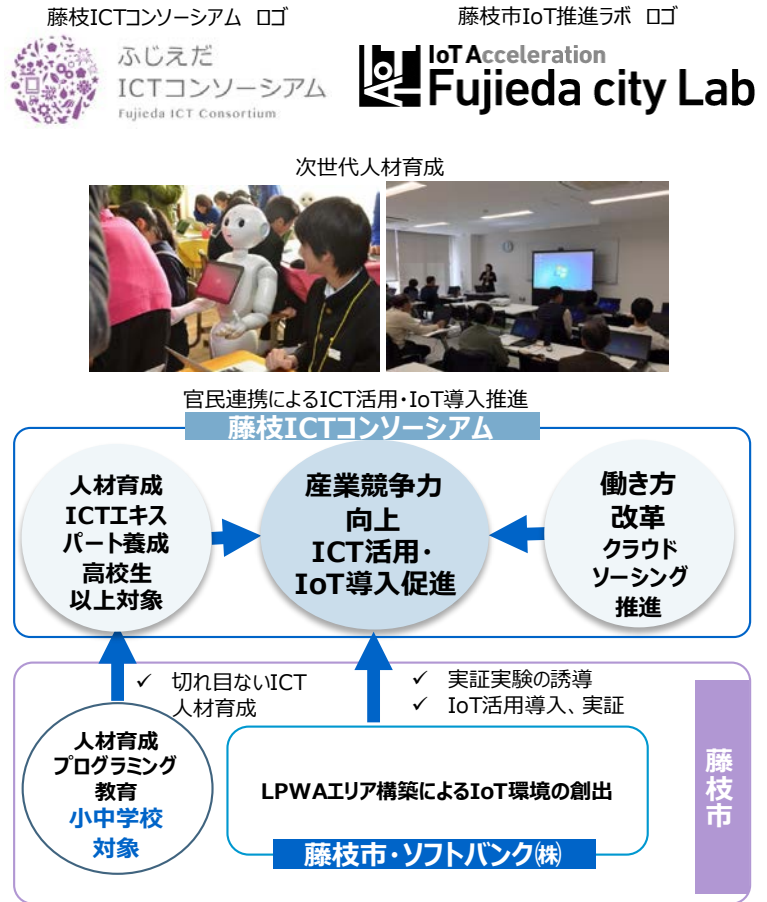 藤枝ICTコンソーシアム ロゴ
藤枝市IoT推進ラボ ロゴ
ふじえだ
ICTコンソーシアム
Fujieda ICT Consortium
IoT Acceleration
Fujieda city Lab
次世代人材育成
官民連携によるICT活用・IoT導入推進
藤枝ICTコンソーシアム
人材育成
ICTエキス
パート養成
高校生
以上対象
産業競争力
向上
ICT活用・
IoT導入促進
働き方
改革
クラウド
ソーシング
推進
✓ 切れ目ないICT
人材育成
✓ 実証実験の誘導
✓ IoT活用導入、実証
人材育成
プログラミング
教育
小中学校
対象
LPWAエリア構築によるIoT環境の創出
藤枝市・ソフトバンク㈱
藤枝市